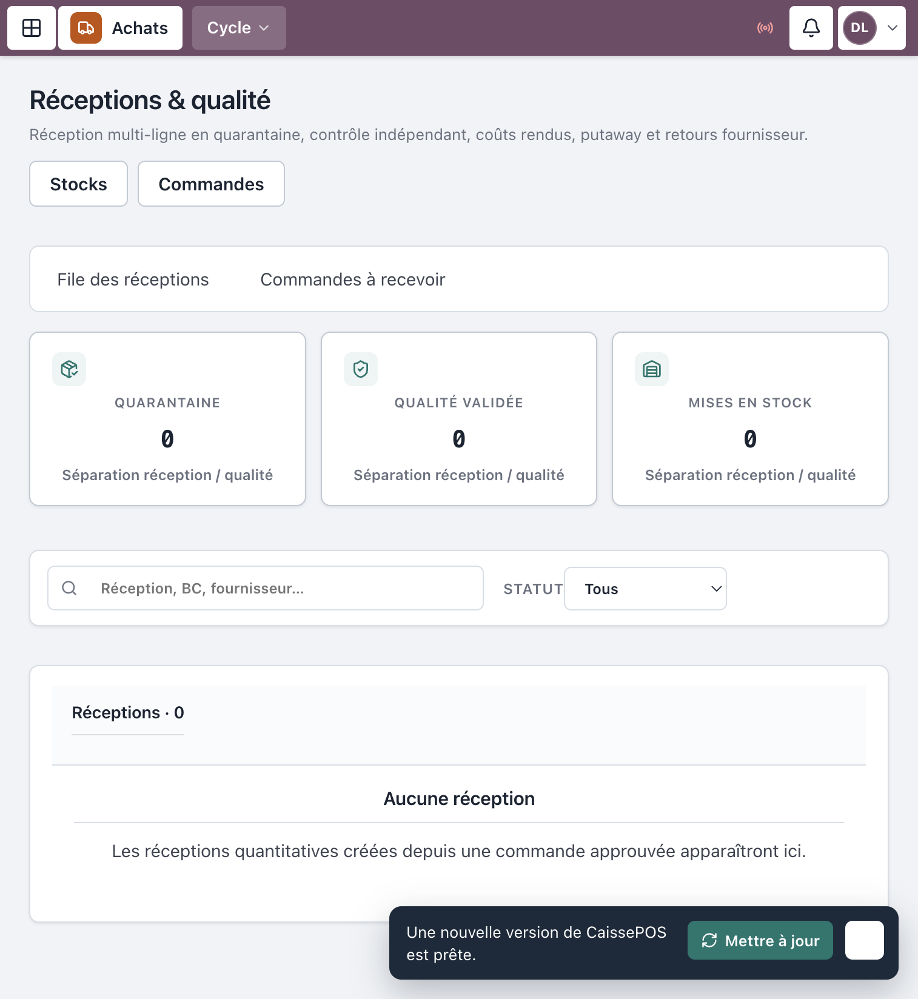 Achats
Cycle
DL
Réceptions & qualité
Réception multi-ligne en quarantaine, contrôle indépendant, coûts rendus, putaway et retours fournisseur.
Stocks
Commandes
File des réceptions
Commandes à recevoir
QUARANTAINE
0
Séparation réception / qualité
QUALITÉ VALIDÉE
0
Séparation réception / qualité
MISES EN STOCK
0
Séparation réception / qualité
Réception, BC, fournisseur...
STATUT
Tous
Réceptions · 0
Aucune réception
Les réceptions quantitatives créées depuis une commande approuvée apparaîtront ici.
Une nouvelle version de CaissePOS
est prête.
Mettre à jour